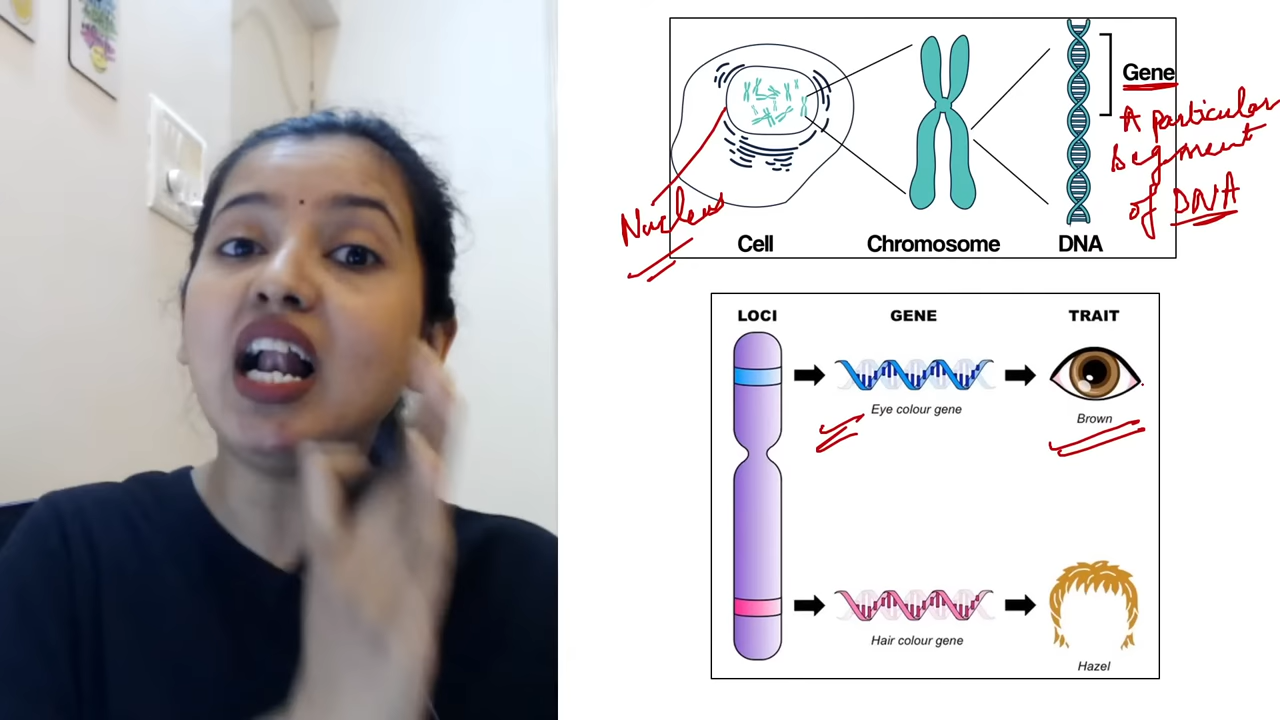 Gene
A particular
Segment
of DNA
Nucleus
Cell
Chromosome
DNA
LOCI
GENE
TRAIT
Eye colour gene
Brown
Hair colour gene
Hazel